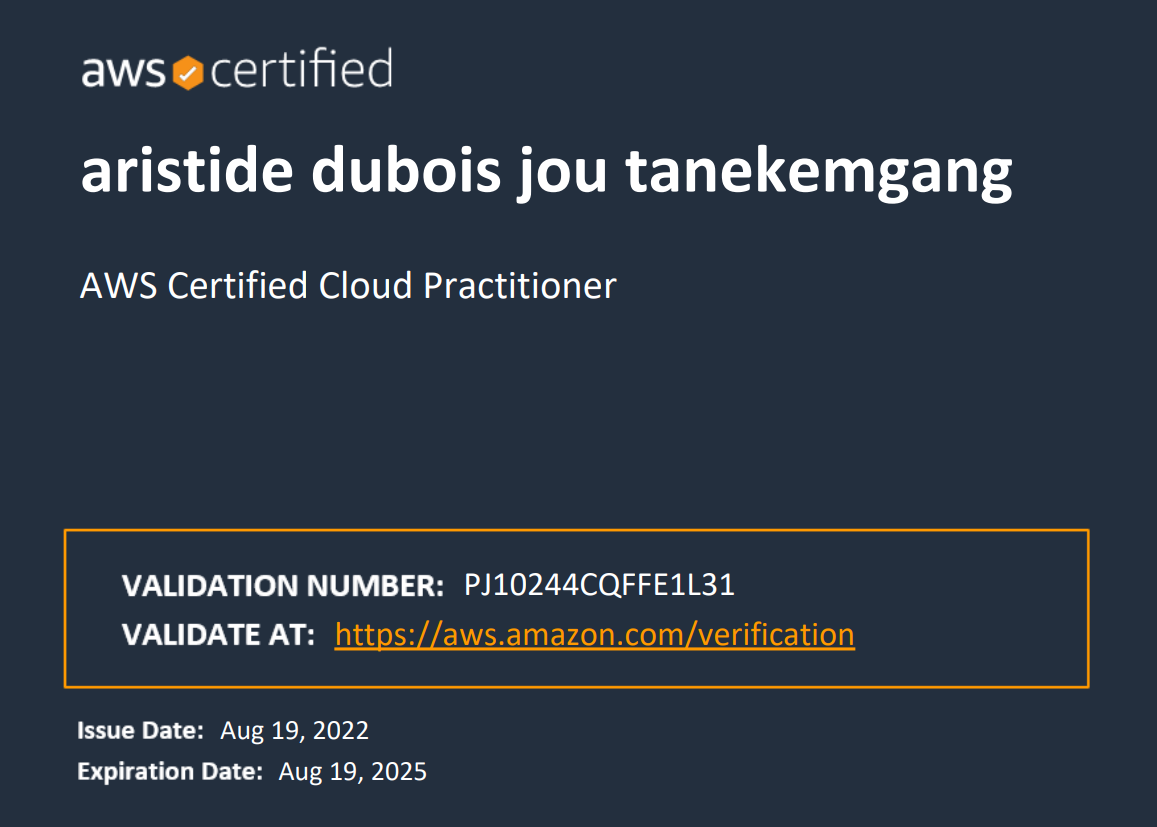 aws certified
aristide dubois jou tanekemgang
AWS Certified Cloud Practitioner
VALIDATION NUMBER: PJ10244CQFFE1L31
VALIDATE AT: https://aws.amazon.com/verification
Issue Date: Aug 19, 2022
Expiration Date: Aug 19, 2025